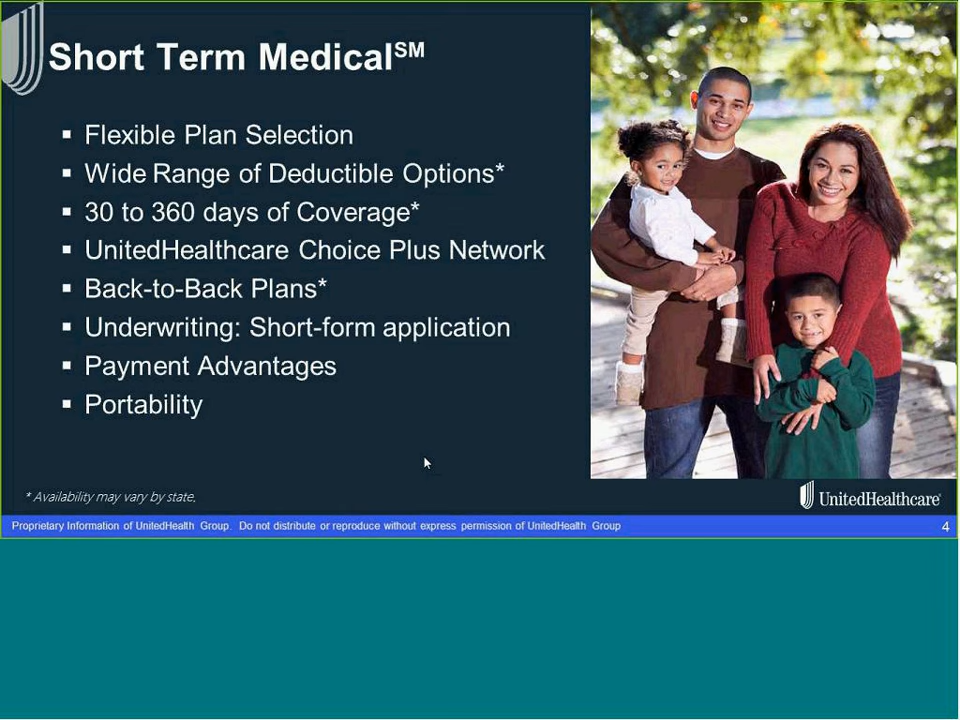 Short Term Medical℠
▪ Flexible Plan Selection
▪ Wide Range of Deductible Options*
▪ 30 to 360 days of Coverage*
▪ UnitedHealthcare Choice Plus Network
▪ Back-to-Back Plans*
▪ Underwriting: Short-form application
▪ Payment Advantages
▪ Portability
* Availability may vary by state.
UnitedHealthcare
Proprietary Information of UnitedHealth Group. Do not distribute or reproduce without express permission of UnitedHealth Group
4